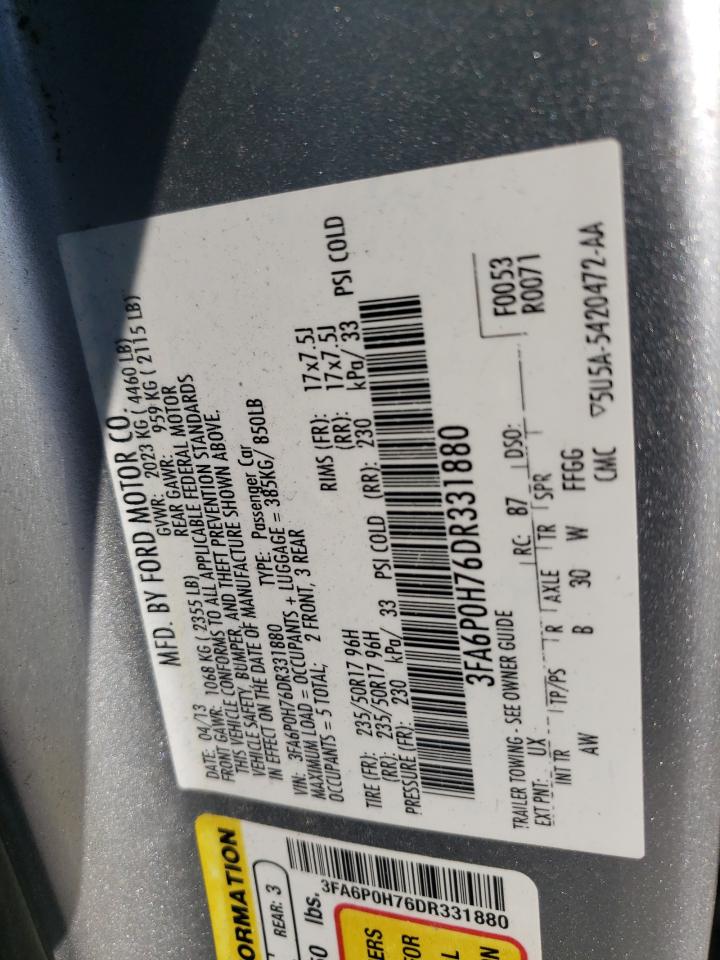 MFD. BY FORD MOTOR CO.
DATE: 04/13 GVWR: 2023 KG ( 4460 LB)
FRONT GAWR: 1068 KG ( 2355 LB) REAR GAWR: 959 KG ( 2115 LB)
THIS VEHICLE CONFORMS TO ALL APPLICABLE FEDERAL MOTOR
VEHICLE SAFETY, BUMPER, AND THEFT PREVENTION STANDARDS
IN EFFECT ON THE DATE OF MANUFACTURE SHOWN ABOVE.
VIN: 3FA6P0H76DR331880 TYPE: Passenger Car
MAXIMUM LOAD = OCCUPANTS + LUGGAGE = 385KG/ 850LB
OCCUPANTS = 5 TOTAL; 2 FRONT, 3 REAR
TIRE (FR): 235/50R17 96H RIMS (FR): 17x7.5J
(RR): 235/50R17 96H (RR): 17x7.5J
PRESSURE (FR): 230 kPa/ 33 PSI COLD (RR): 230 kPa/ 33 PSI COLD
3FA6P0H76DR331880
F0053
R0071
TRAILER TOWING - SEE OWNER GUIDE
EXT PNT: UX RC: B7 DSO:
INT TR TP/PS R AXLE TR SPR
AW B 30 W FFGG
CMC ▽5U5A-5420472-AA
ORMATION
REAR: 3
lbs.
3FA6P0H76DR331880